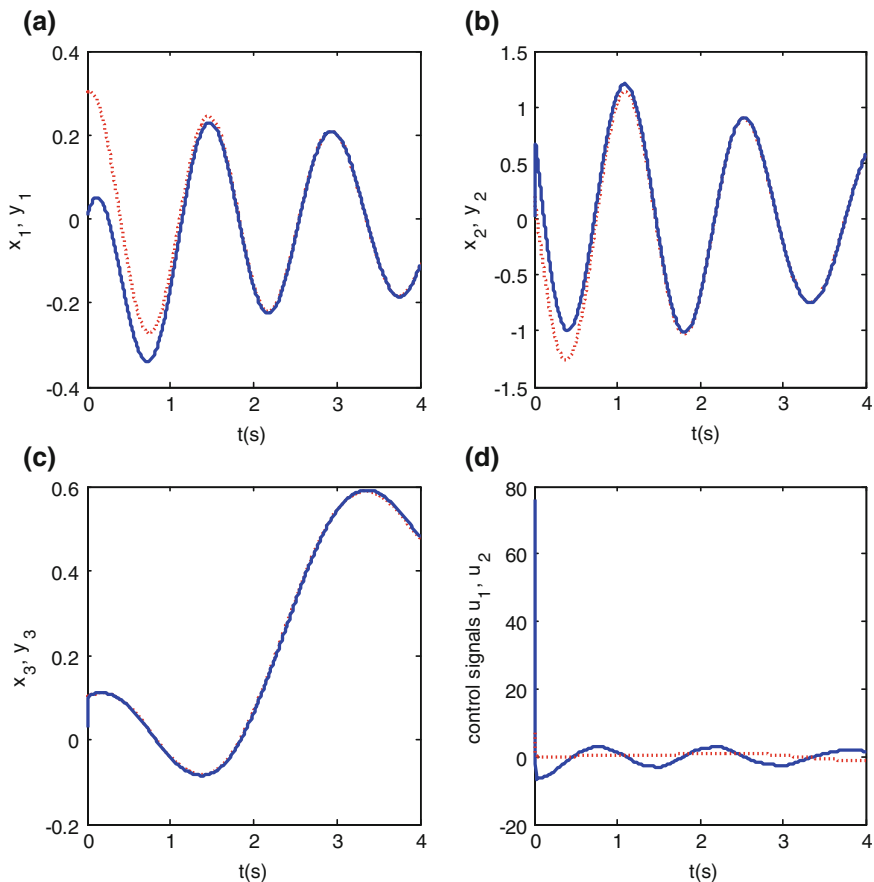 (a)
x1, y1
0.4
0.2
0
-0.2
-0.4
0 1 2 3 4
t(s)
(b)
x2, y2
1.5
1
0.5
0
-0.5
-1
-1.5
0 1 2 3 4
t(s)
(c)
x3, y3
0.6
0.4
0.2
0
-0.2
0 1 2 3 4
t(s)
(d)
control signals u1, u2
80
60
40
20
0
-20
0 1 2 3 4
t(s)